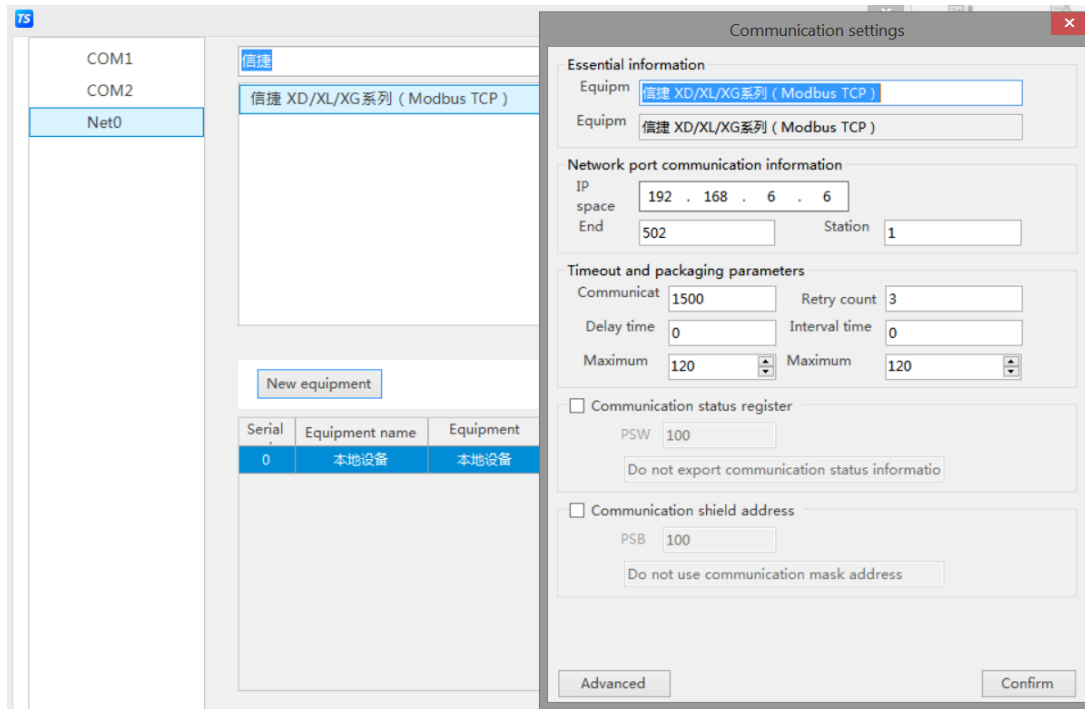 TS
COM1
COM2
Net0
信捷
信捷 XD/XL/XG系列（Modbus TCP）
New equipment
Serial
Equipment name
Equipment
0
本地设备
本地设备
Communication settings
Essential information
Equipm
信捷 XD/XL/XG系列（Modbus TCP）
Equipm
信捷 XD/XL/XG系列（Modbus TCP）
Network port communication information
IP
space
192 . 168 . 6 . 6
End
502
Station
1
Timeout and packaging parameters
Communicat
1500
Retry count
3
Delay time
0
Interval time
0
Maximum
120
Maximum
120
Communication status register
PSW
100
Do not export communication status informatio
Communication shield address
PSB
100
Do not use communication mask address
Advanced
Confirm